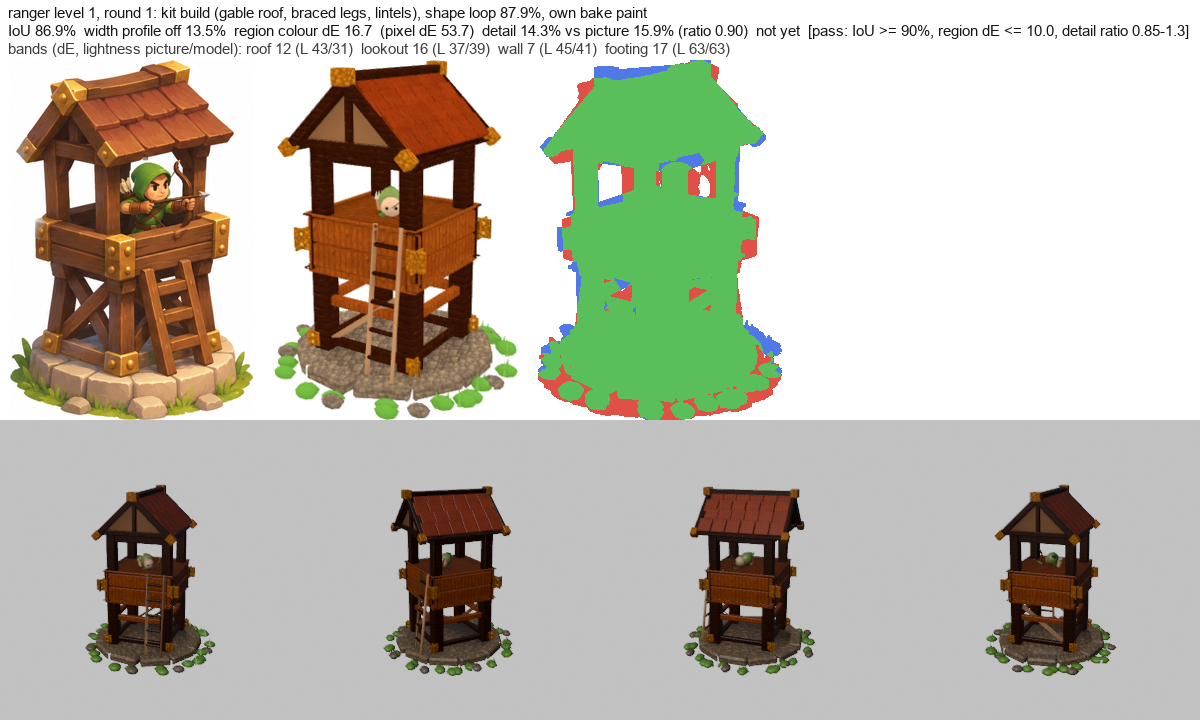 ranger level 1, round 1: kit build (gable roof, braced legs, lintels), shape loop 87.9%, own bake paint
IoU 86.9%  width profile off 13.5%  region colour dE 16.7  (pixel dE 53.7)  detail 14.3% vs picture 15.9% (ratio 0.90)  not yet  [pass: IoU >= 90%, region dE <= 10.0, detail ratio 0.85-1.3]
bands (dE, lightness picture/model): roof 12 (L 43/31)  lookout 16 (L 37/39)  wall 7 (L 45/41)  footing 17 (L 63/63)